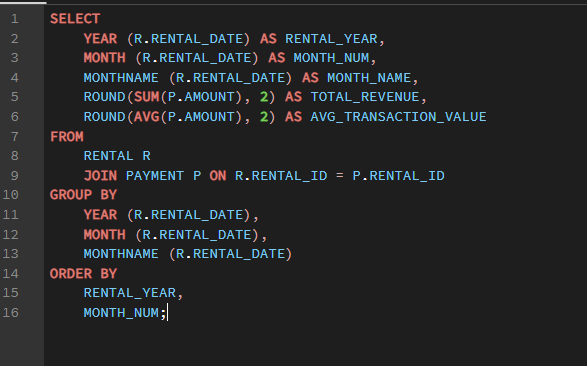 1 SELECT
2 YEAR (R.RENTAL_DATE) AS RENTAL_YEAR,
3 MONTH (R.RENTAL_DATE) AS MONTH_NUM,
4 MONTHNAME (R.RENTAL_DATE) AS MONTH_NAME,
5 ROUND(SUM(P.AMOUNT), 2) AS TOTAL_REVENUE,
6 ROUND(AVG(P.AMOUNT), 2) AS AVG_TRANSACTION_VALUE
7 FROM
8 RENTAL R
9 JOIN PAYMENT P ON R.RENTAL_ID = P.RENTAL_ID
10 GROUP BY
11 YEAR (R.RENTAL_DATE),
12 MONTH (R.RENTAL_DATE),
13 MONTHNAME (R.RENTAL_DATE)
14 ORDER BY
15 RENTAL_YEAR,
16 MONTH_NUM;